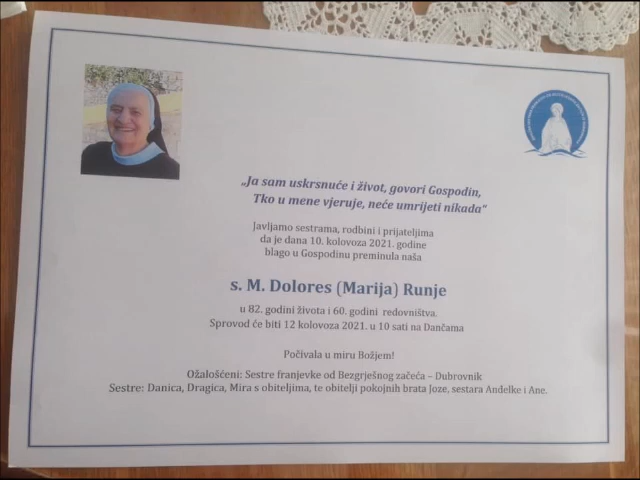 „Ja sam uskrsnuće i život, govori Gospodin,
Tko u mene vjeruje, neće umrijeti nikada“
Javljamo sestrama, rodbini i prijateljima
da je dana 10. kolovoza 2021. godine
blago u Gospodinu preminula naša
s. M. Dolores (Marija) Runje
u 82. godini života i 60. godini redovništva.
Sprovod će biti 12 kolovoza 2021. u 10 sati na Dančama
Počivala u miru Božjem!
Ožalošćeni: Sestre franjevke od Bezgrješnog začeća – Dubrovnik
Sestre: Danica, Dragica, Mira s obiteljima, te obitelji pokojnih brata Joze, sestara Anđelke i Ane.